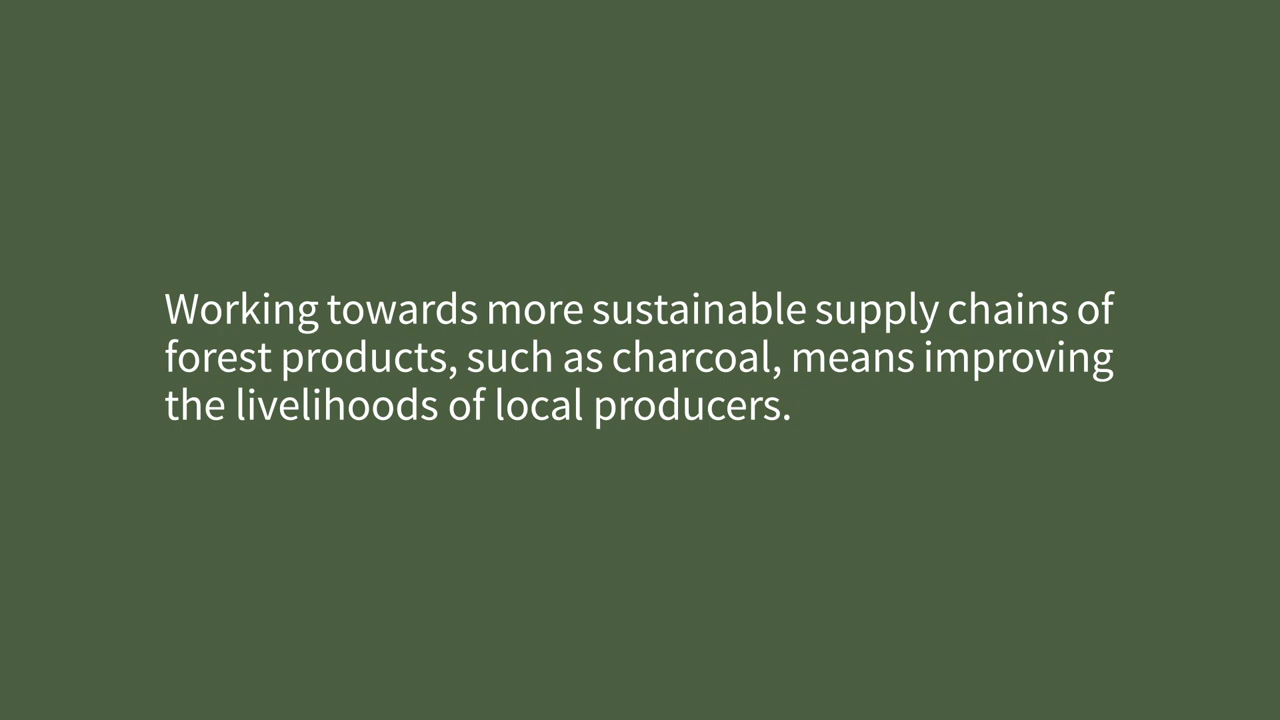 Working towards more sustainable supply chains of
forest products, such as charcoal, means improving
the livelihoods of local producers.